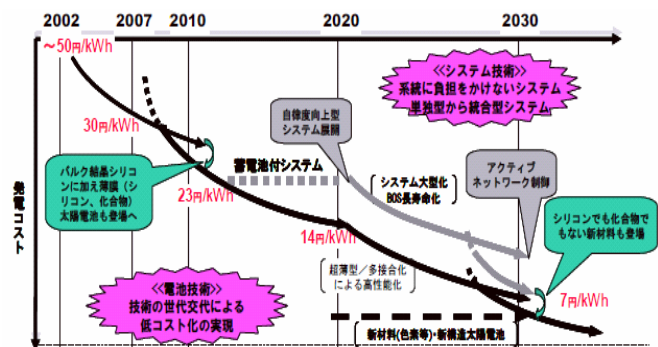 2002 2007 2010 2020 2030
～50円/kWh
≪システム技術≫
系統に負担をかけないシステム
単独型から統合型システム
自律度向上型
システム展開
30円/kWh
蓄電池付システム
アクティブ
ネットワーク制御
バルク結晶シリコ
ンに加え薄膜（シ
リコン、化合物）
太陽電池も登場へ
23円/kWh
システム大型化
BOS長寿命化
シリコンでも化合物で
もない新材料も登場
発電コスト
14円/kWh
超薄型／多接合化
による高性能化
7円/kWh
≪電池技術≫
技術の世代交代による
低コスト化の実現
新材料(色素等)・新構造太陽電池